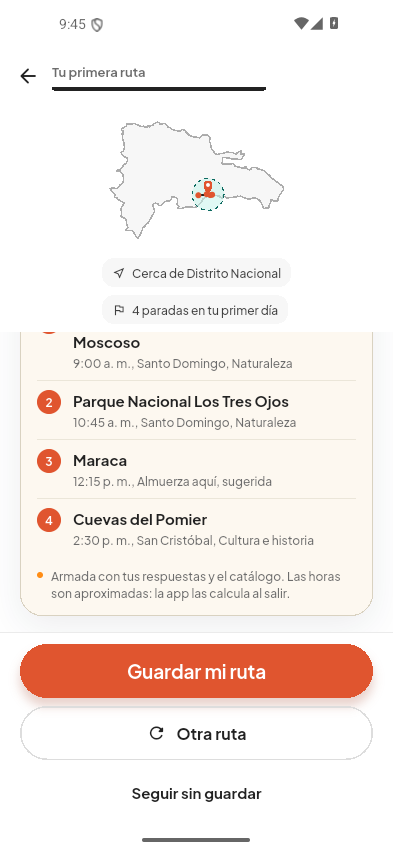 9:45
Tu primera ruta
Cerca de Distrito Nacional
4 paradas en tu primer día
Moscoso
9:00 a. m., Santo Domingo, Naturaleza
2
Parque Nacional Los Tres Ojos
10:45 a. m., Santo Domingo, Naturaleza
3
Maraca
12:15 p. m., Almuerza aquí, sugerida
4
Cuevas del Pomier
2:30 p. m., San Cristóbal, Cultura e historia
Armada con tus respuestas y el catálogo. Las horas
son aproximadas: la app las calcula al salir.
Guardar mi ruta
Otra ruta
Seguir sin guardar